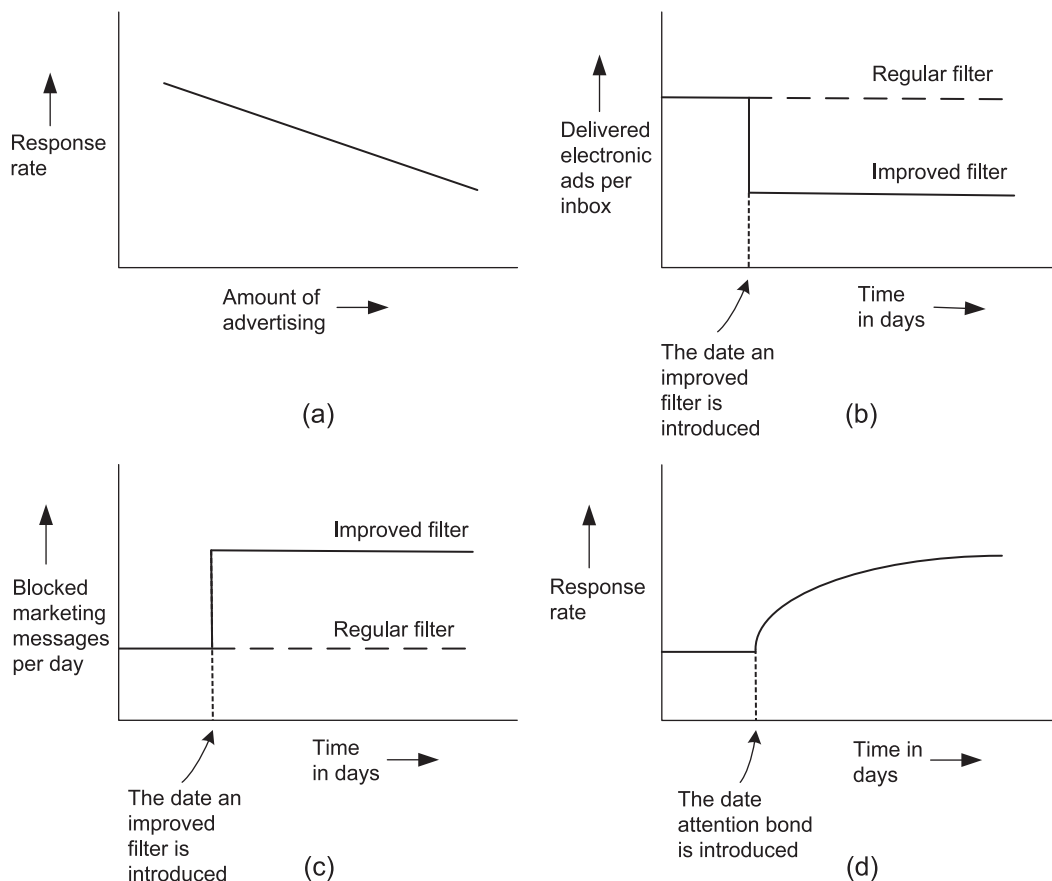 Response
rate
Amount of
advertising
(a)
Delivered
electronic
ads per
inbox
Regular filter
Improved filter
Time
in days
The date an
improved
filter is
introduced
(b)
Blocked
marketing
messages
per day
Improved filter
Regular filter
Time
in days
The date an
improved
filter is
introduced
(c)
Response
rate
Time in
days
The date
attention bond
is introduced
(d)